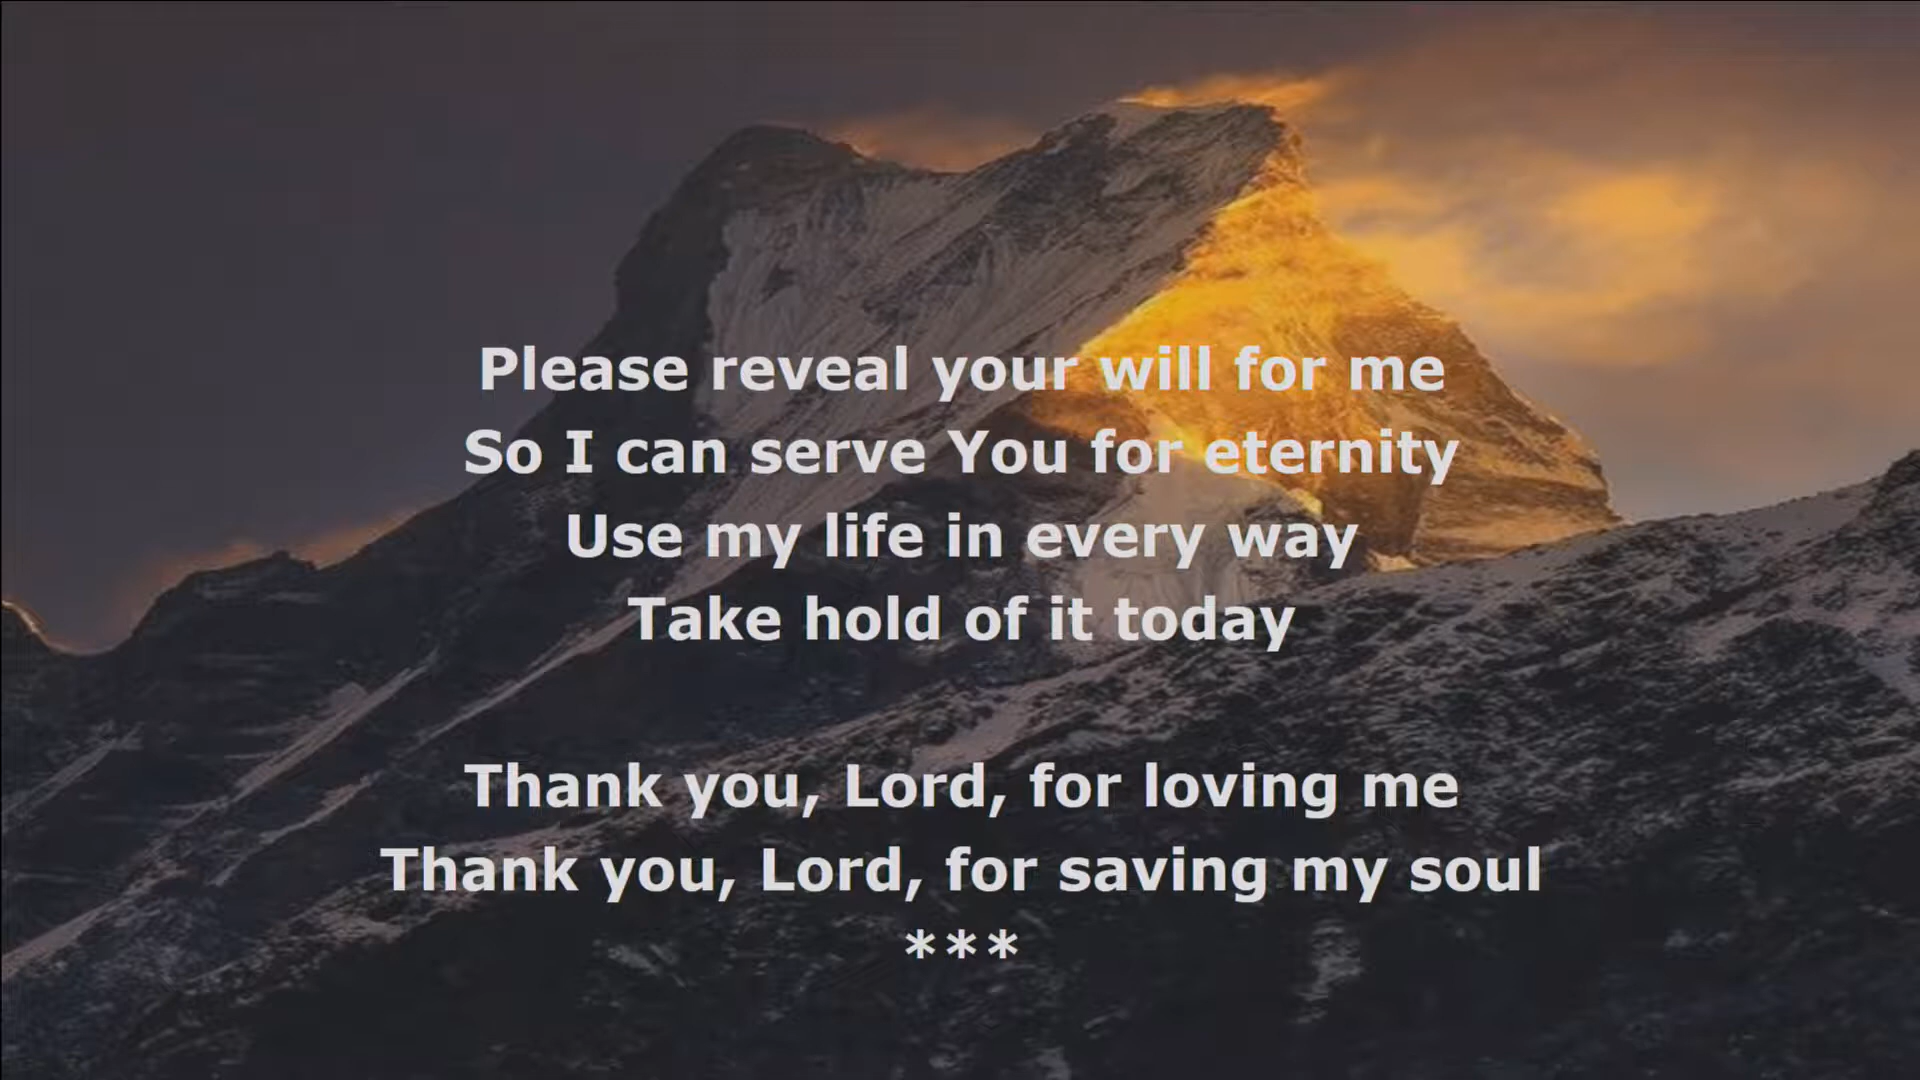 Please reveal your will for me
So I can serve You for eternity
Use my life in every way
Take hold of it today
Thank you, Lord, for loving me
Thank you, Lord, for saving my soul
***